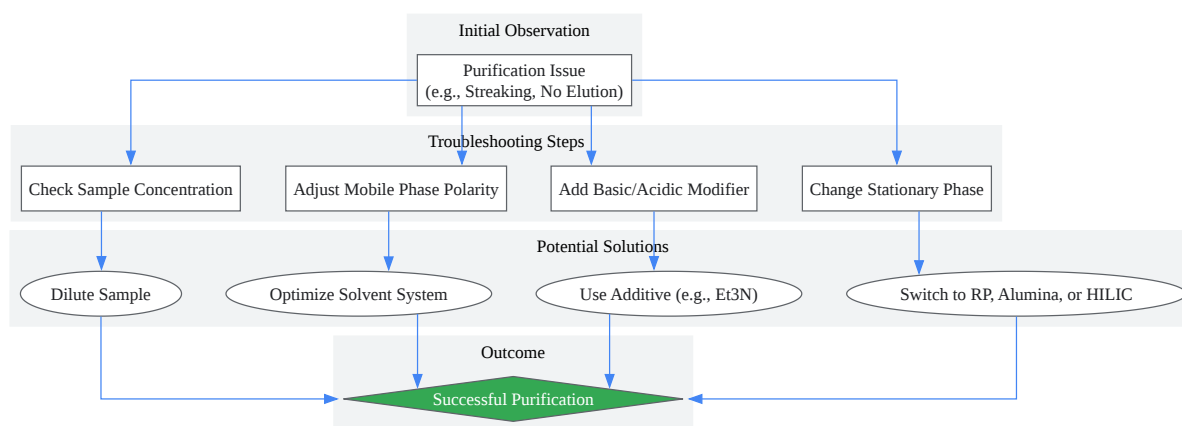 Initial Observation
Purification Issue
(e.g., Streaking, No Elution)
Troubleshooting Steps
Check Sample Concentration
Adjust Mobile Phase Polarity
Add Basic/Acidic Modifier
Change Stationary Phase
Potential Solutions
Dilute Sample
Optimize Solvent System
Use Additive (e.g., Et3N)
Switch to RP, Alumina, or HILIC
Outcome
Successful Purification